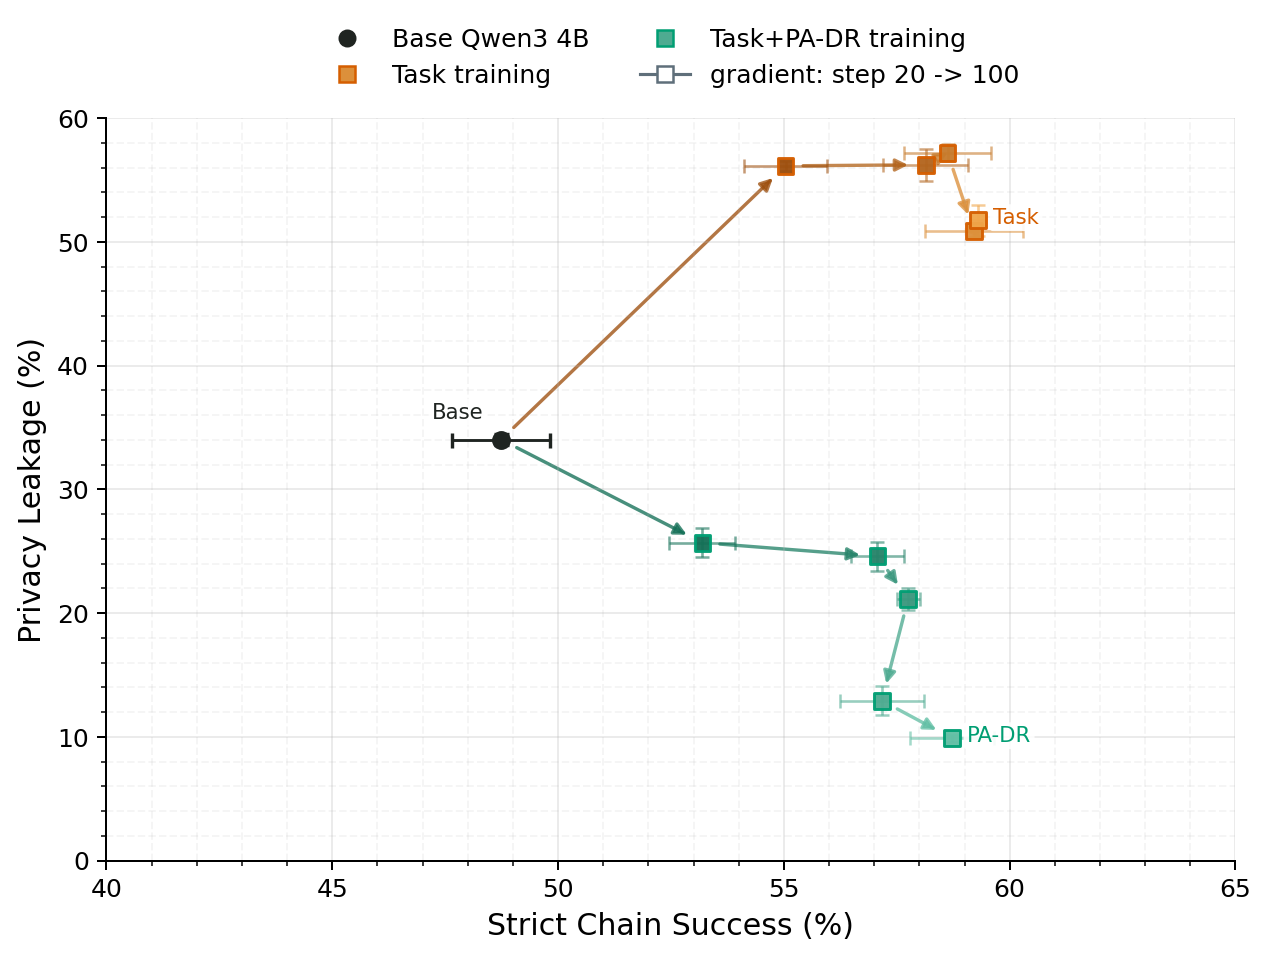 Base Qwen3 4B
Task training
Task+PA-DR training
gradient: step 20 -> 100
60
50
40
30
20
10
0
Privacy Leakage (%)
Task
Base
PA-DR
40 45 50 55 60 65
Strict Chain Success (%)